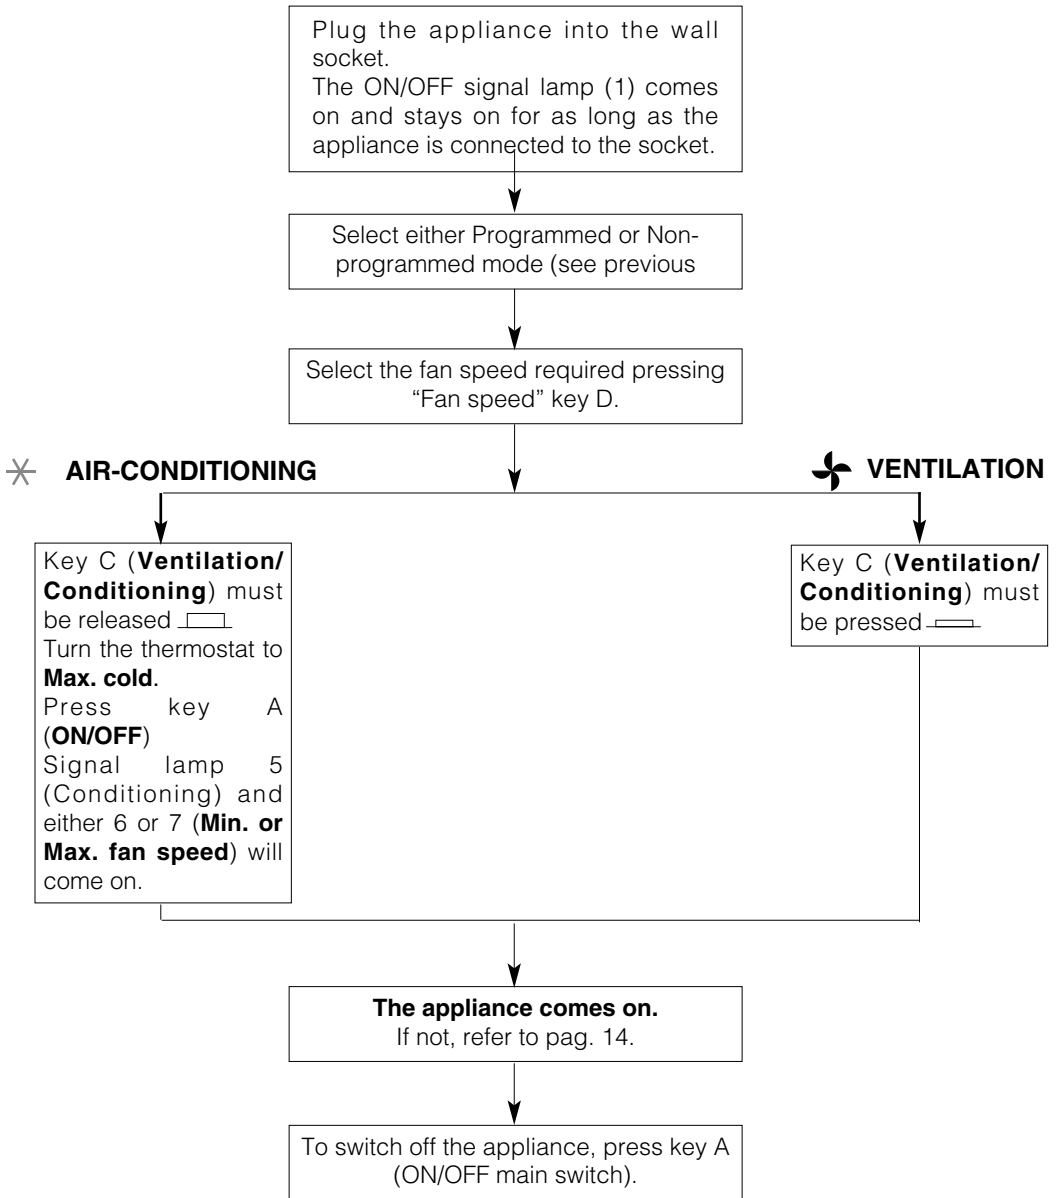 Plug the appliance into the wall
socket.
The ON/OFF signal lamp (1) comes
on and stays on for as long as the
appliance is connected to the socket.
Select either Programmed or Non-
programmed mode (see previous
Select the fan speed required pressing
“Fan speed” key D.
AIR-CONDITIONING
Key C (Ventilation/
Conditioning) must
be released
Turn the thermostat to
Max. cold.
Press key A
(ON/OFF)
Signal lamp 5
(Conditioning) and
either 6 or 7 (Min. or
Max. fan speed) will
come on.
VENTILATION
Key C (Ventilation/
Conditioning) must
be pressed
The appliance comes on.
If not, refer to pag. 14.
To switch off the appliance, press key A
(ON/OFF main switch).